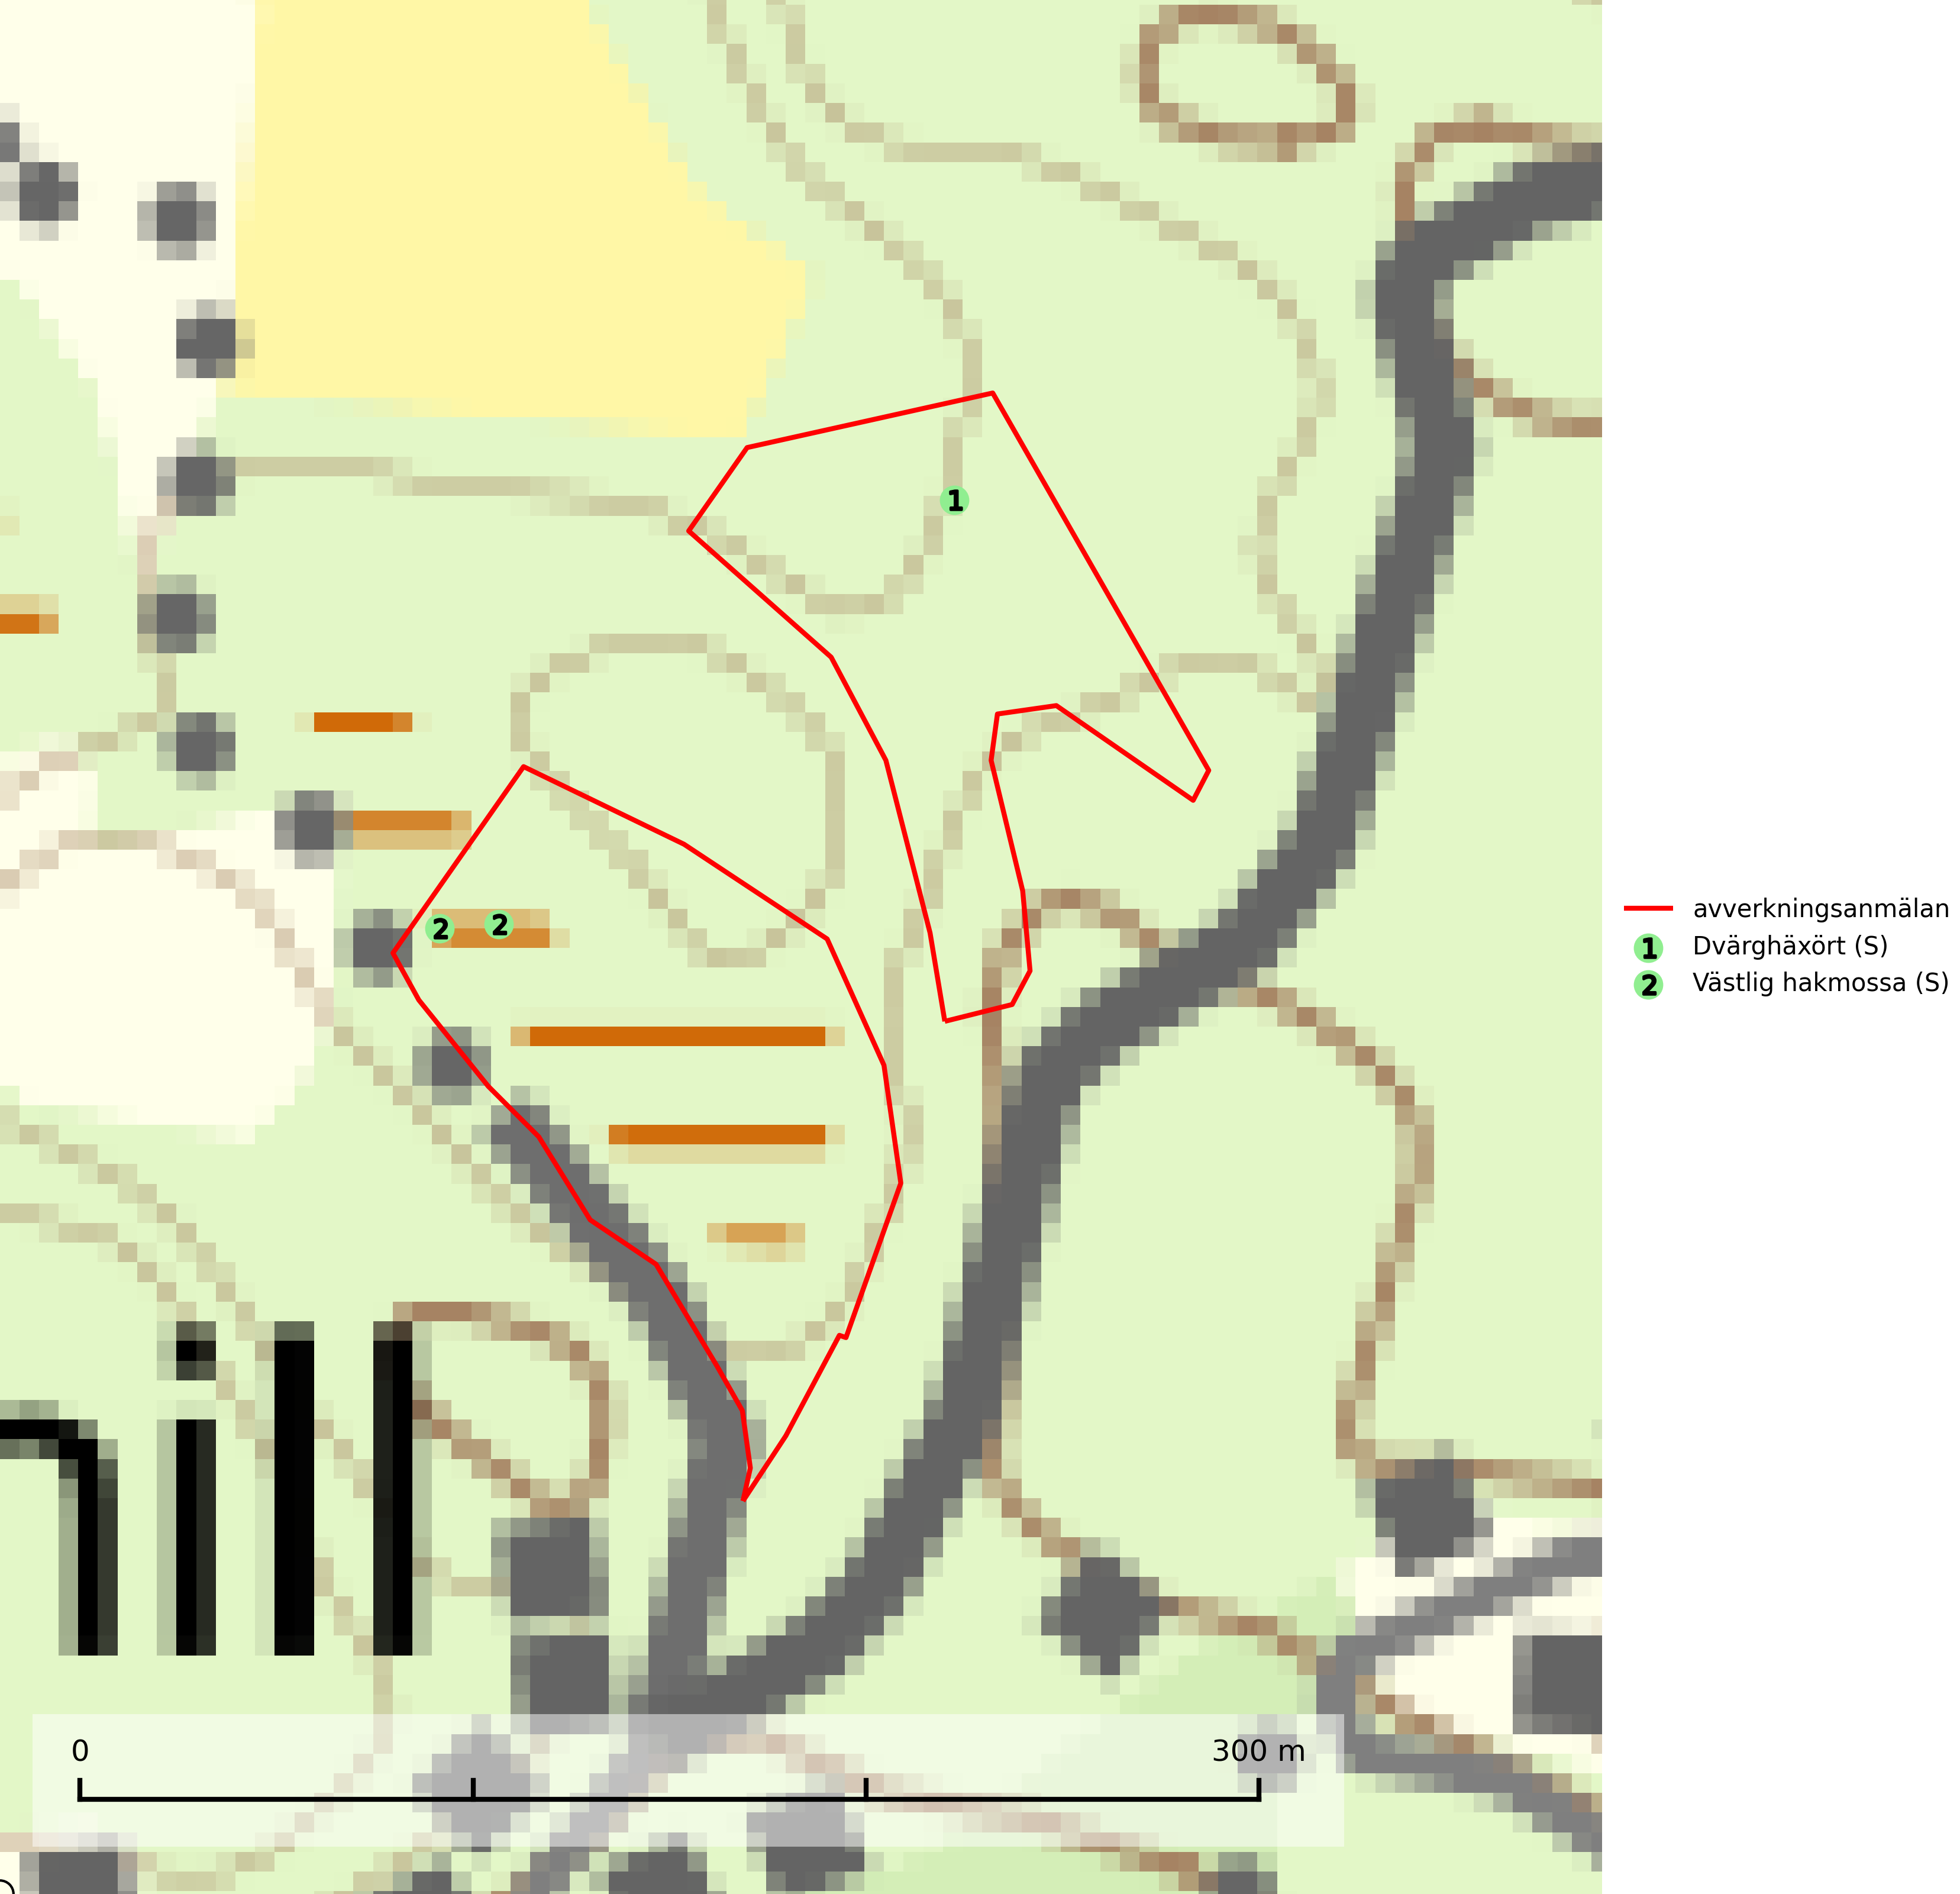 1
2 2
avverkningsanmälan
1 Dvärghäxört (S)
2 Västlig hakmossa (S)
0 300 m